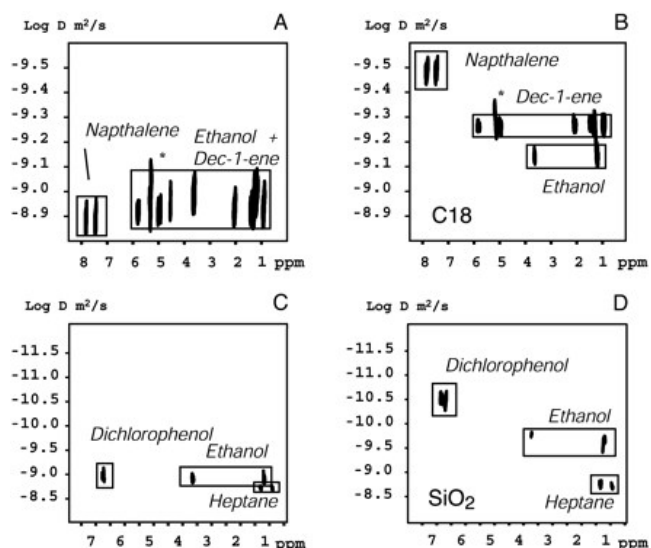 A
Log D m²/s
-9.5
-9.4
-9.3
-9.2
-9.1
-9.0
-8.9
Napthalene
Ethanol +
Dec-1-ene
*
8 7 6 5 4 3 2 1 ppm
B
Log D m²/s
-9.5
-9.4
-9.3
-9.2
-9.1
-9.0
-8.9
Napthalene
*
Dec-1-ene
Ethanol
C18
8 7 6 5 4 3 2 1 ppm
C
Log D m²/s
-11.5
-11.0
-10.5
-10.0
-9.5
-9.0
-8.5
Dichlorophenol
Ethanol
Heptane
7 6 5 4 3 2 1 ppm
D
Log D m²/s
-11.5
-11.0
-10.5
-10.0
-9.5
-9.0
-8.5
Dichlorophenol
Ethanol
Heptane
SiO₂
7 6 5 4 3 2 1 ppm